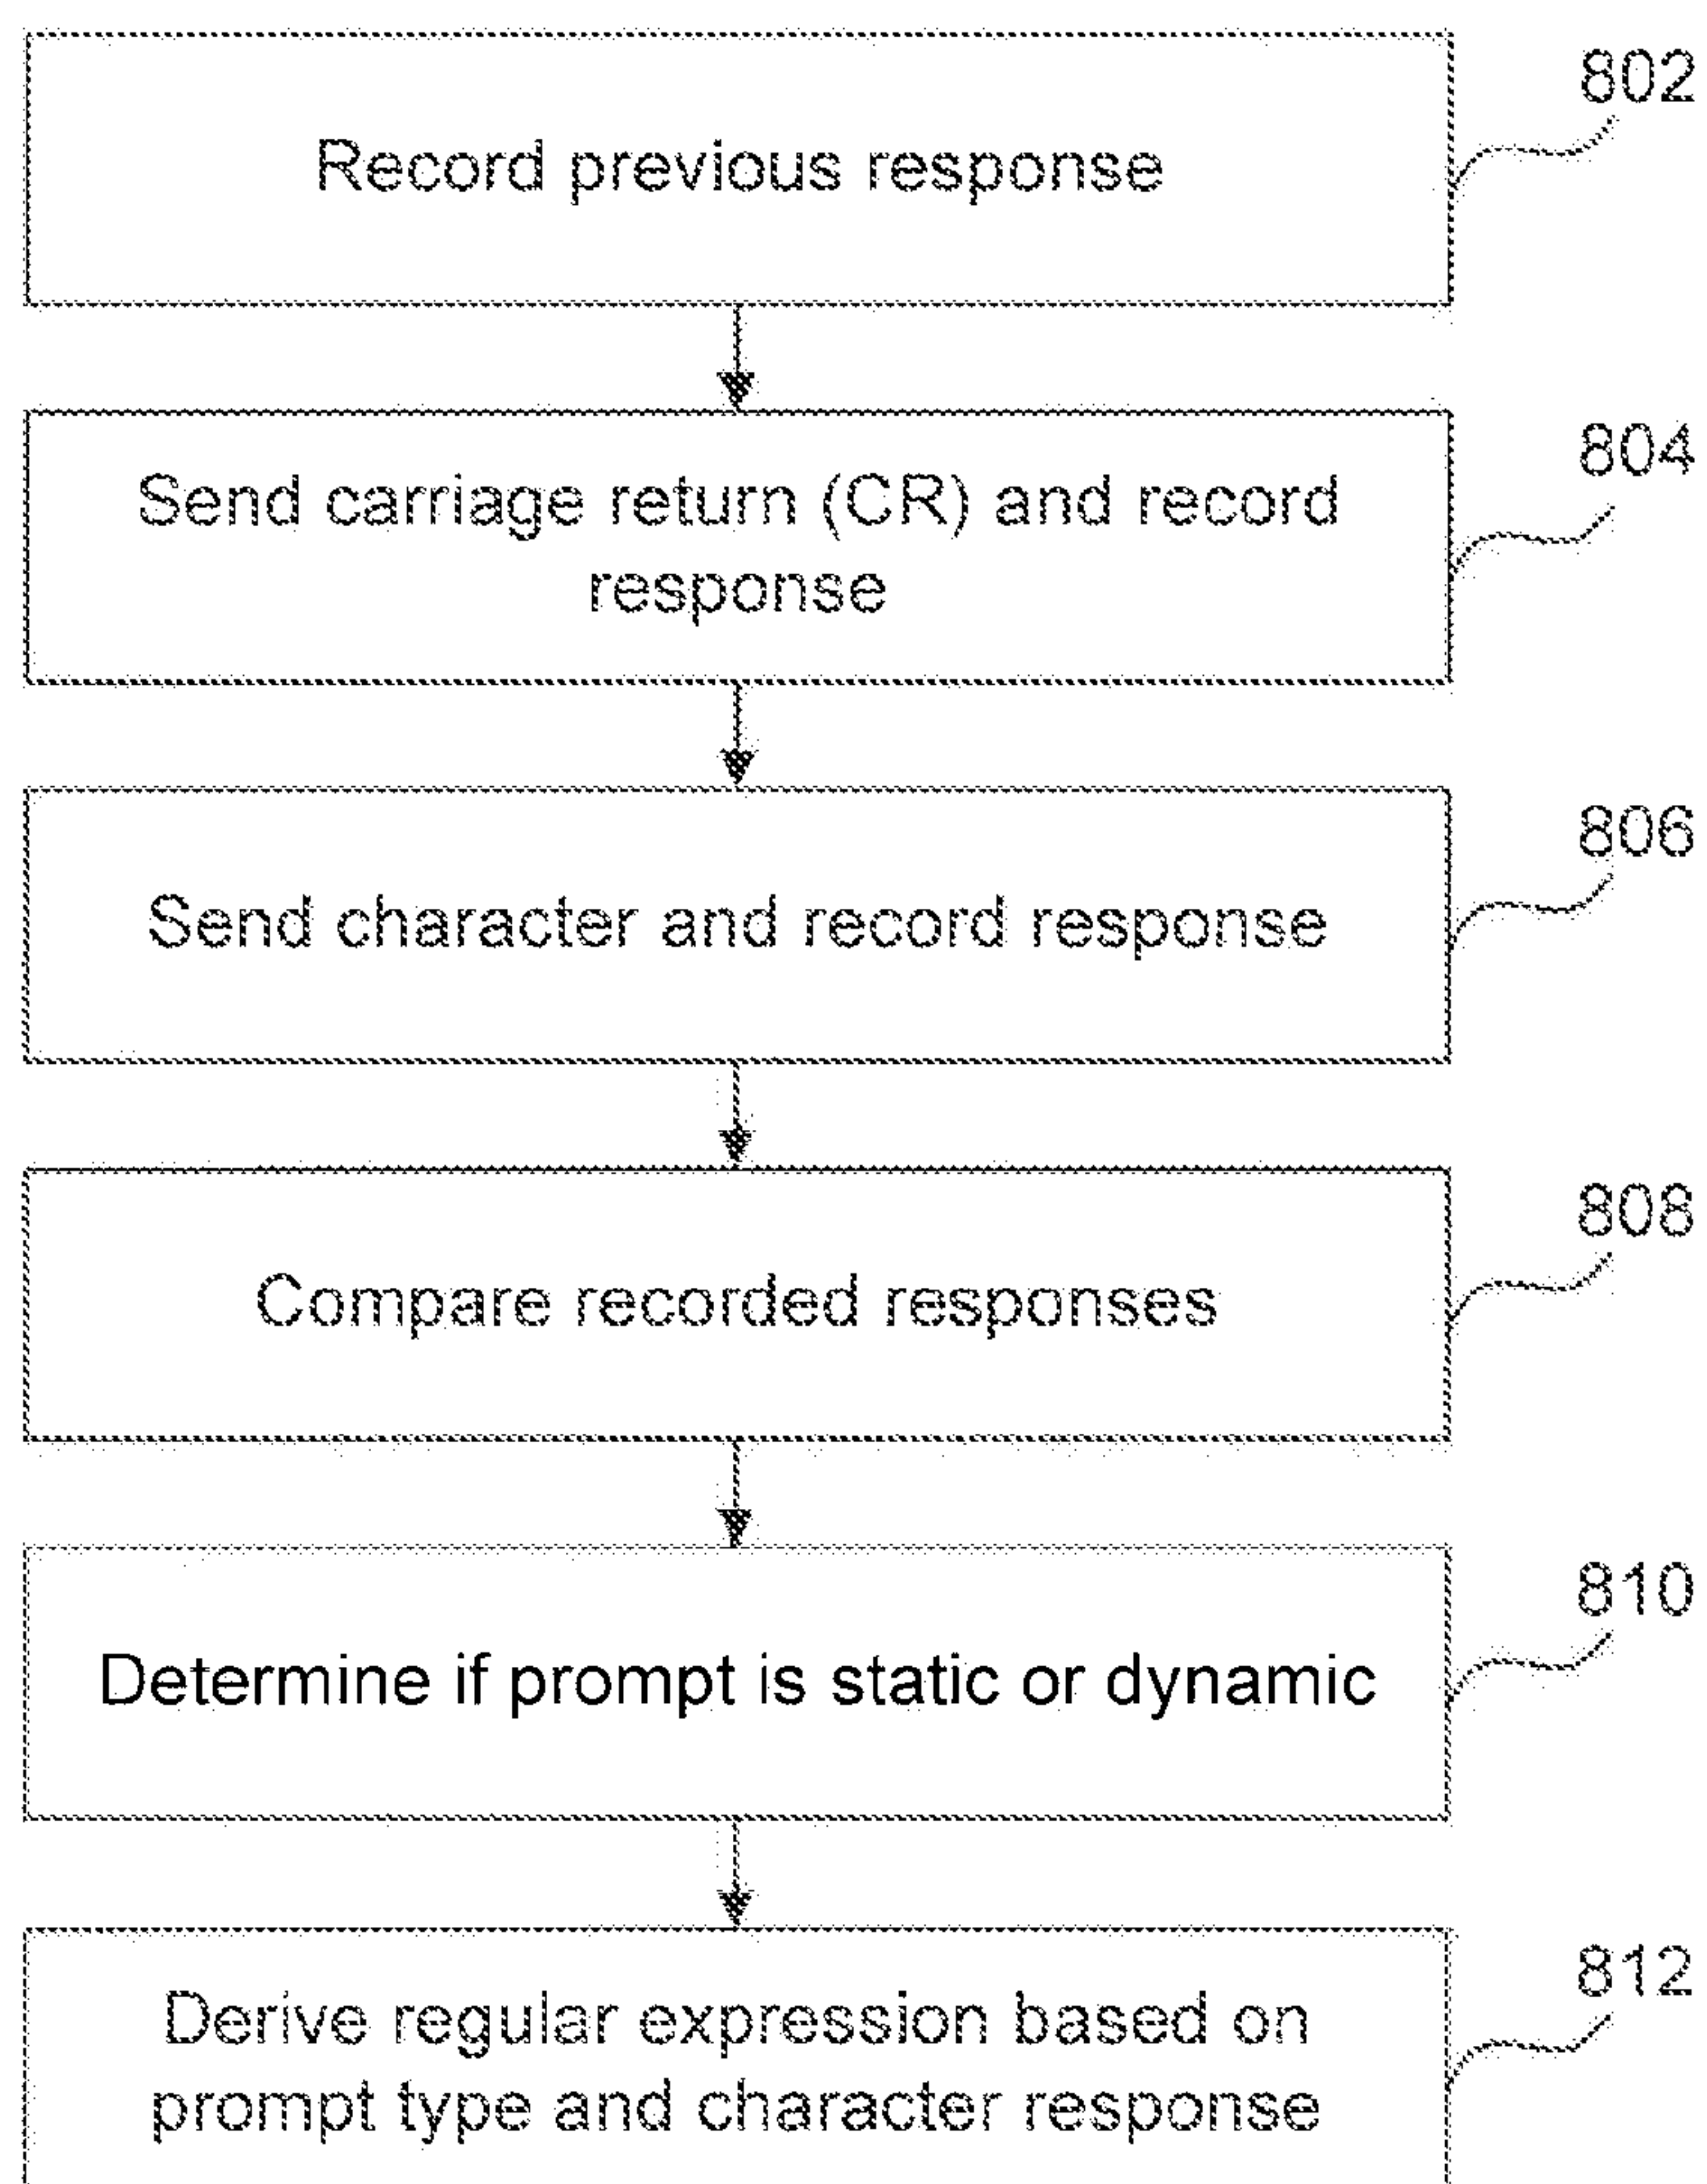 802
Record previous response
804
Send carriage return (CR) and record
response
806
Send character and record response
808
Compare recorded responses
810
Determine if prompt is static or dynamic
812
Derive regular expression based on
prompt type and character response